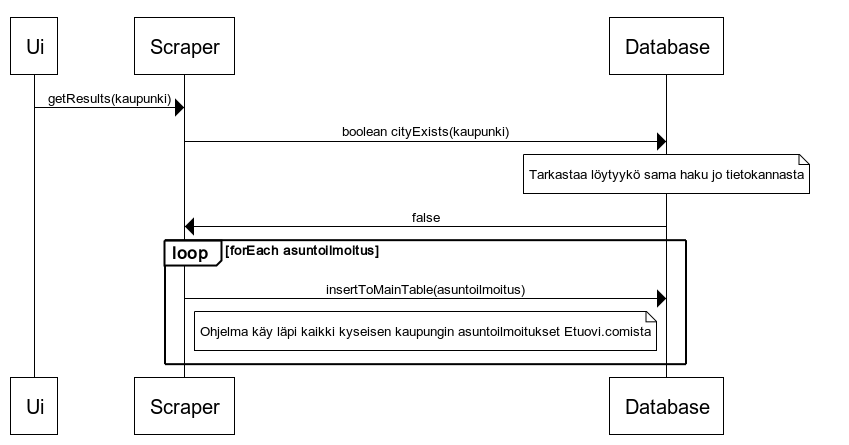 Ui
Scraper
Database
getResults(kaupunki)
boolean cityExists(kaupunki)
Tarkastaa löytyykö sama haku jo tietokannasta
false
loop
[forEach asuntoilmoitus]
insertToMainTable(asuntoilmoitus)
Ohjelma käy läpi kaikki kyseisen kaupungin asuntoilmoitukset Etuovi.comista
Ui
Scraper
Database